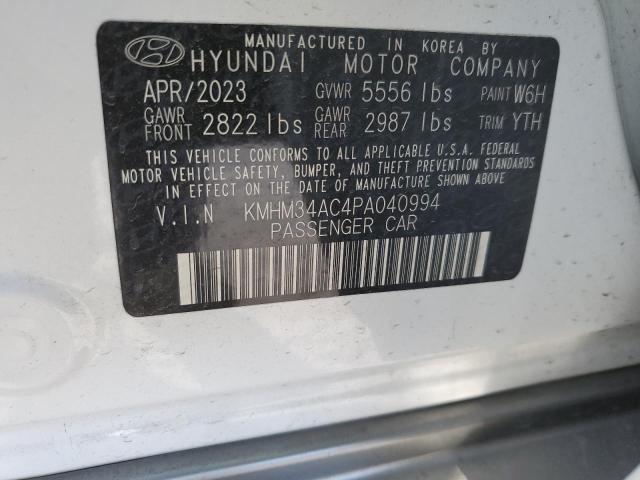 MANUFACTURED IN KOREA BY
HYUNDAI MOTOR COMPANY
APR/2023 GVWR 5556 lbs PAINT W6H
GAWR FRONT 2822 lbs GAWR REAR 2987 lbs TRIM YTH
THIS VEHICLE CONFORMS TO ALL APPLICABLE U.S.A. FEDERAL
MOTOR VEHICLE SAFETY, BUMPER, AND THEFT PREVENTION STANDARDS
IN EFFECT ON THE DATE OF MANUFACTURE SHOWN ABOVE.
V.I.N KMHM34AC4PA040994
PASSENGER CAR